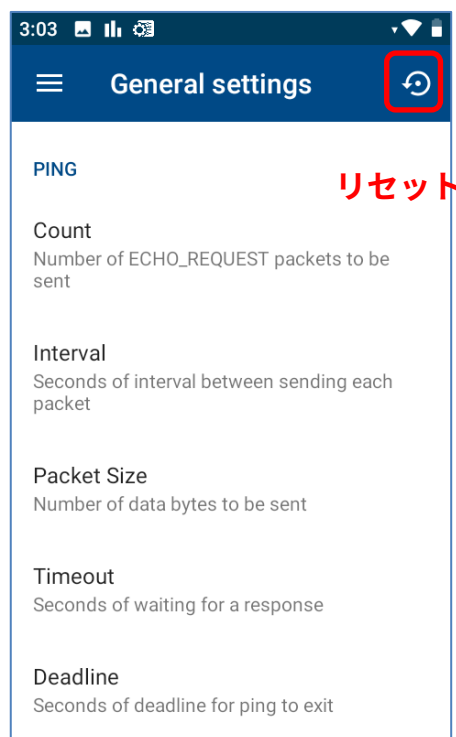 3:03
General settings
PING
リセット
Count
Number of ECHO_REQUEST packets to be
sent
Interval
Seconds of interval between sending each
packet
Packet Size
Number of data bytes to be sent
Timeout
Seconds of waiting for a response
Deadline
Seconds of deadline for ping to exit